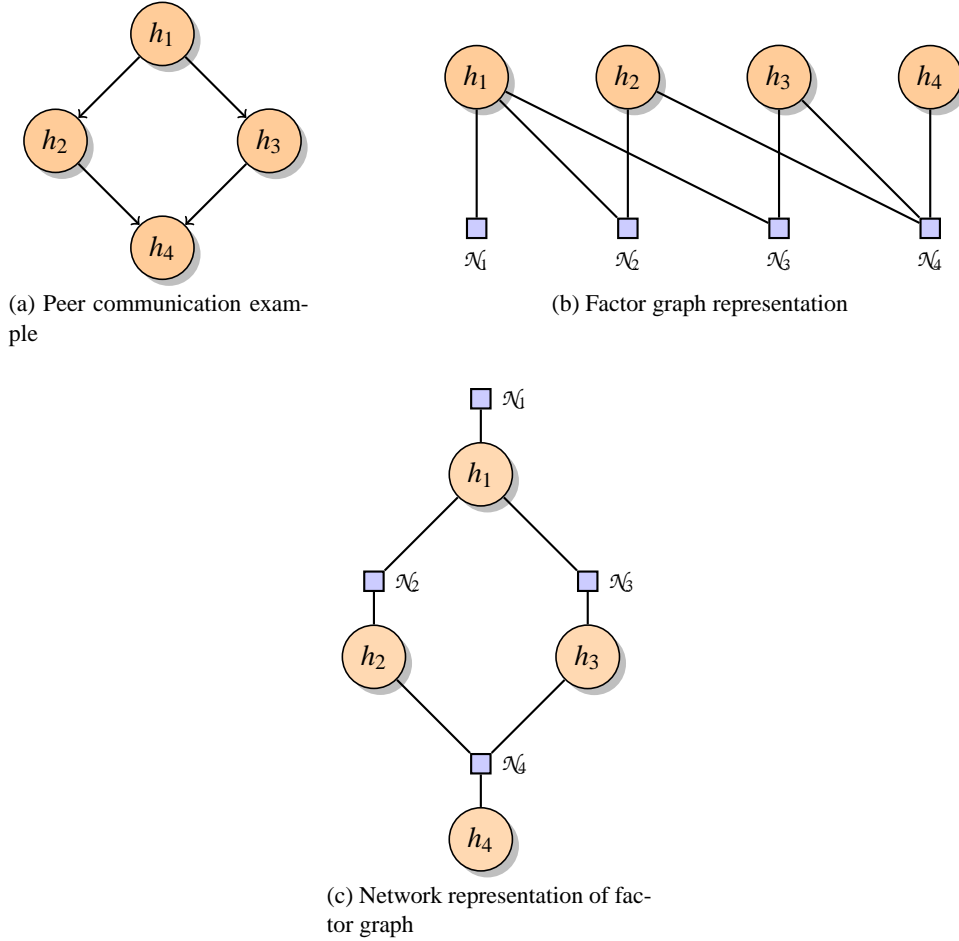 h1
h2
h3
h4
(a) Peer communication exam-
ple
h1 h2 h3 h4
N1 N2 N3 N4
(b) Factor graph representation
N1
h1
N2 N3
h2 h3
N4
h4
(c) Network representation of fac-
tor graph